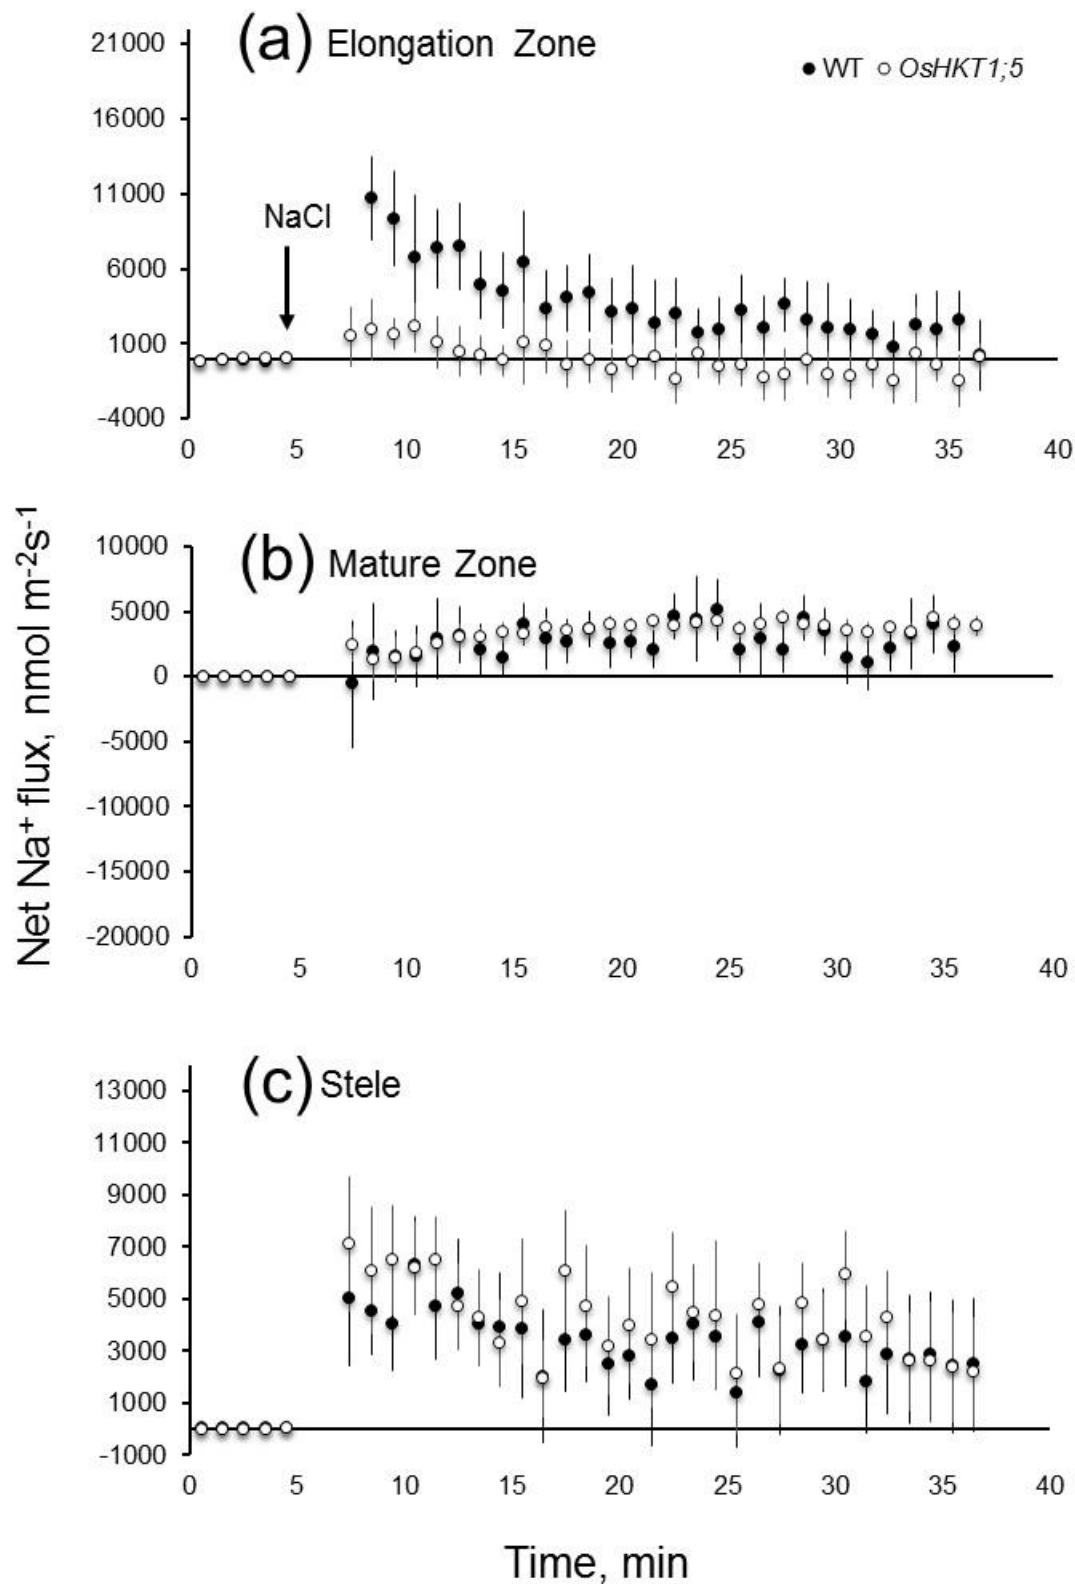 (a) Elongation Zone
WT OsHKT1;5
21000
16000
11000
6000
1000
-4000
NaCl
0 5 10 15 20 25 30 35 40
Net Na+ flux, nmol m-2s-1
(b) Mature Zone
10000
5000
0
-5000
-10000
-15000
-20000
0 5 10 15 20 25 30 35 40
(c) Stele
13000
11000
9000
7000
5000
3000
1000
-1000
0 5 10 15 20 25 30 35 40
Time, min